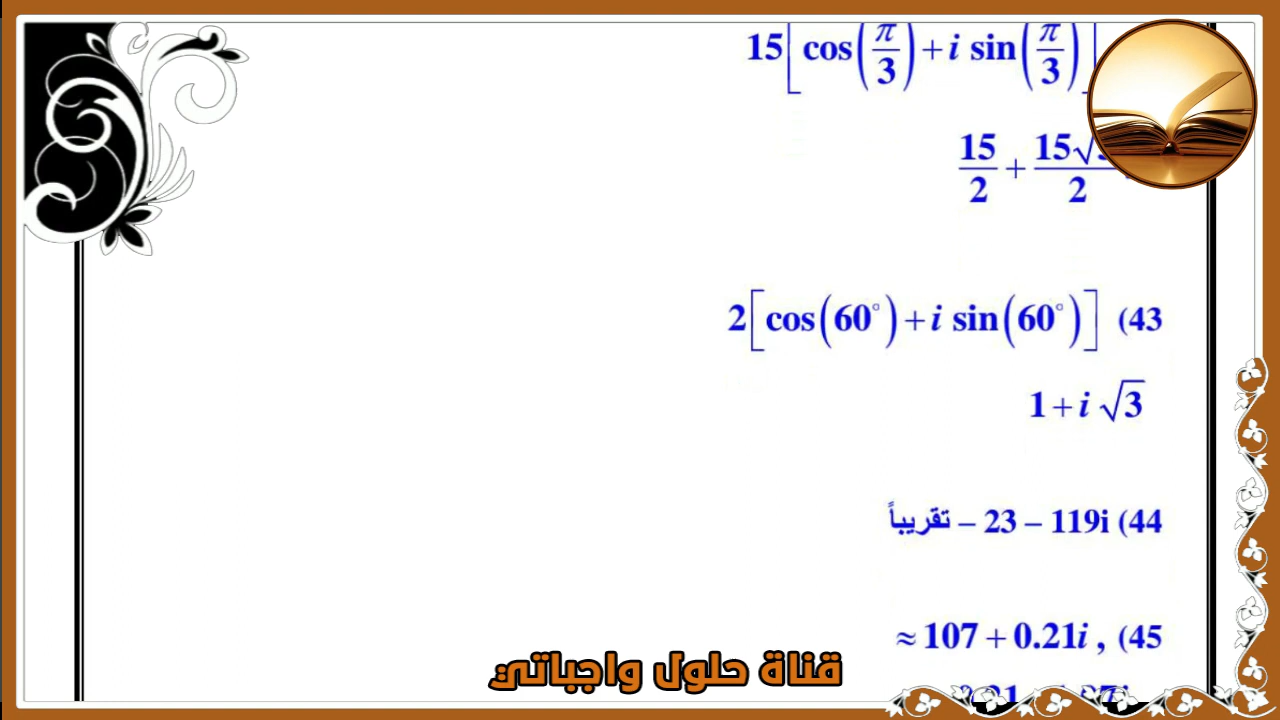 15[cos(π/3)+i sin(π/3)]
15/2 + 15√ /2
43) 2[cos(60°)+i sin(60°)]
1+i √3
44) – 23 – 119i تقريباً
45) ≈ 107 + 0.21i ,
قناة حلول واجباتي